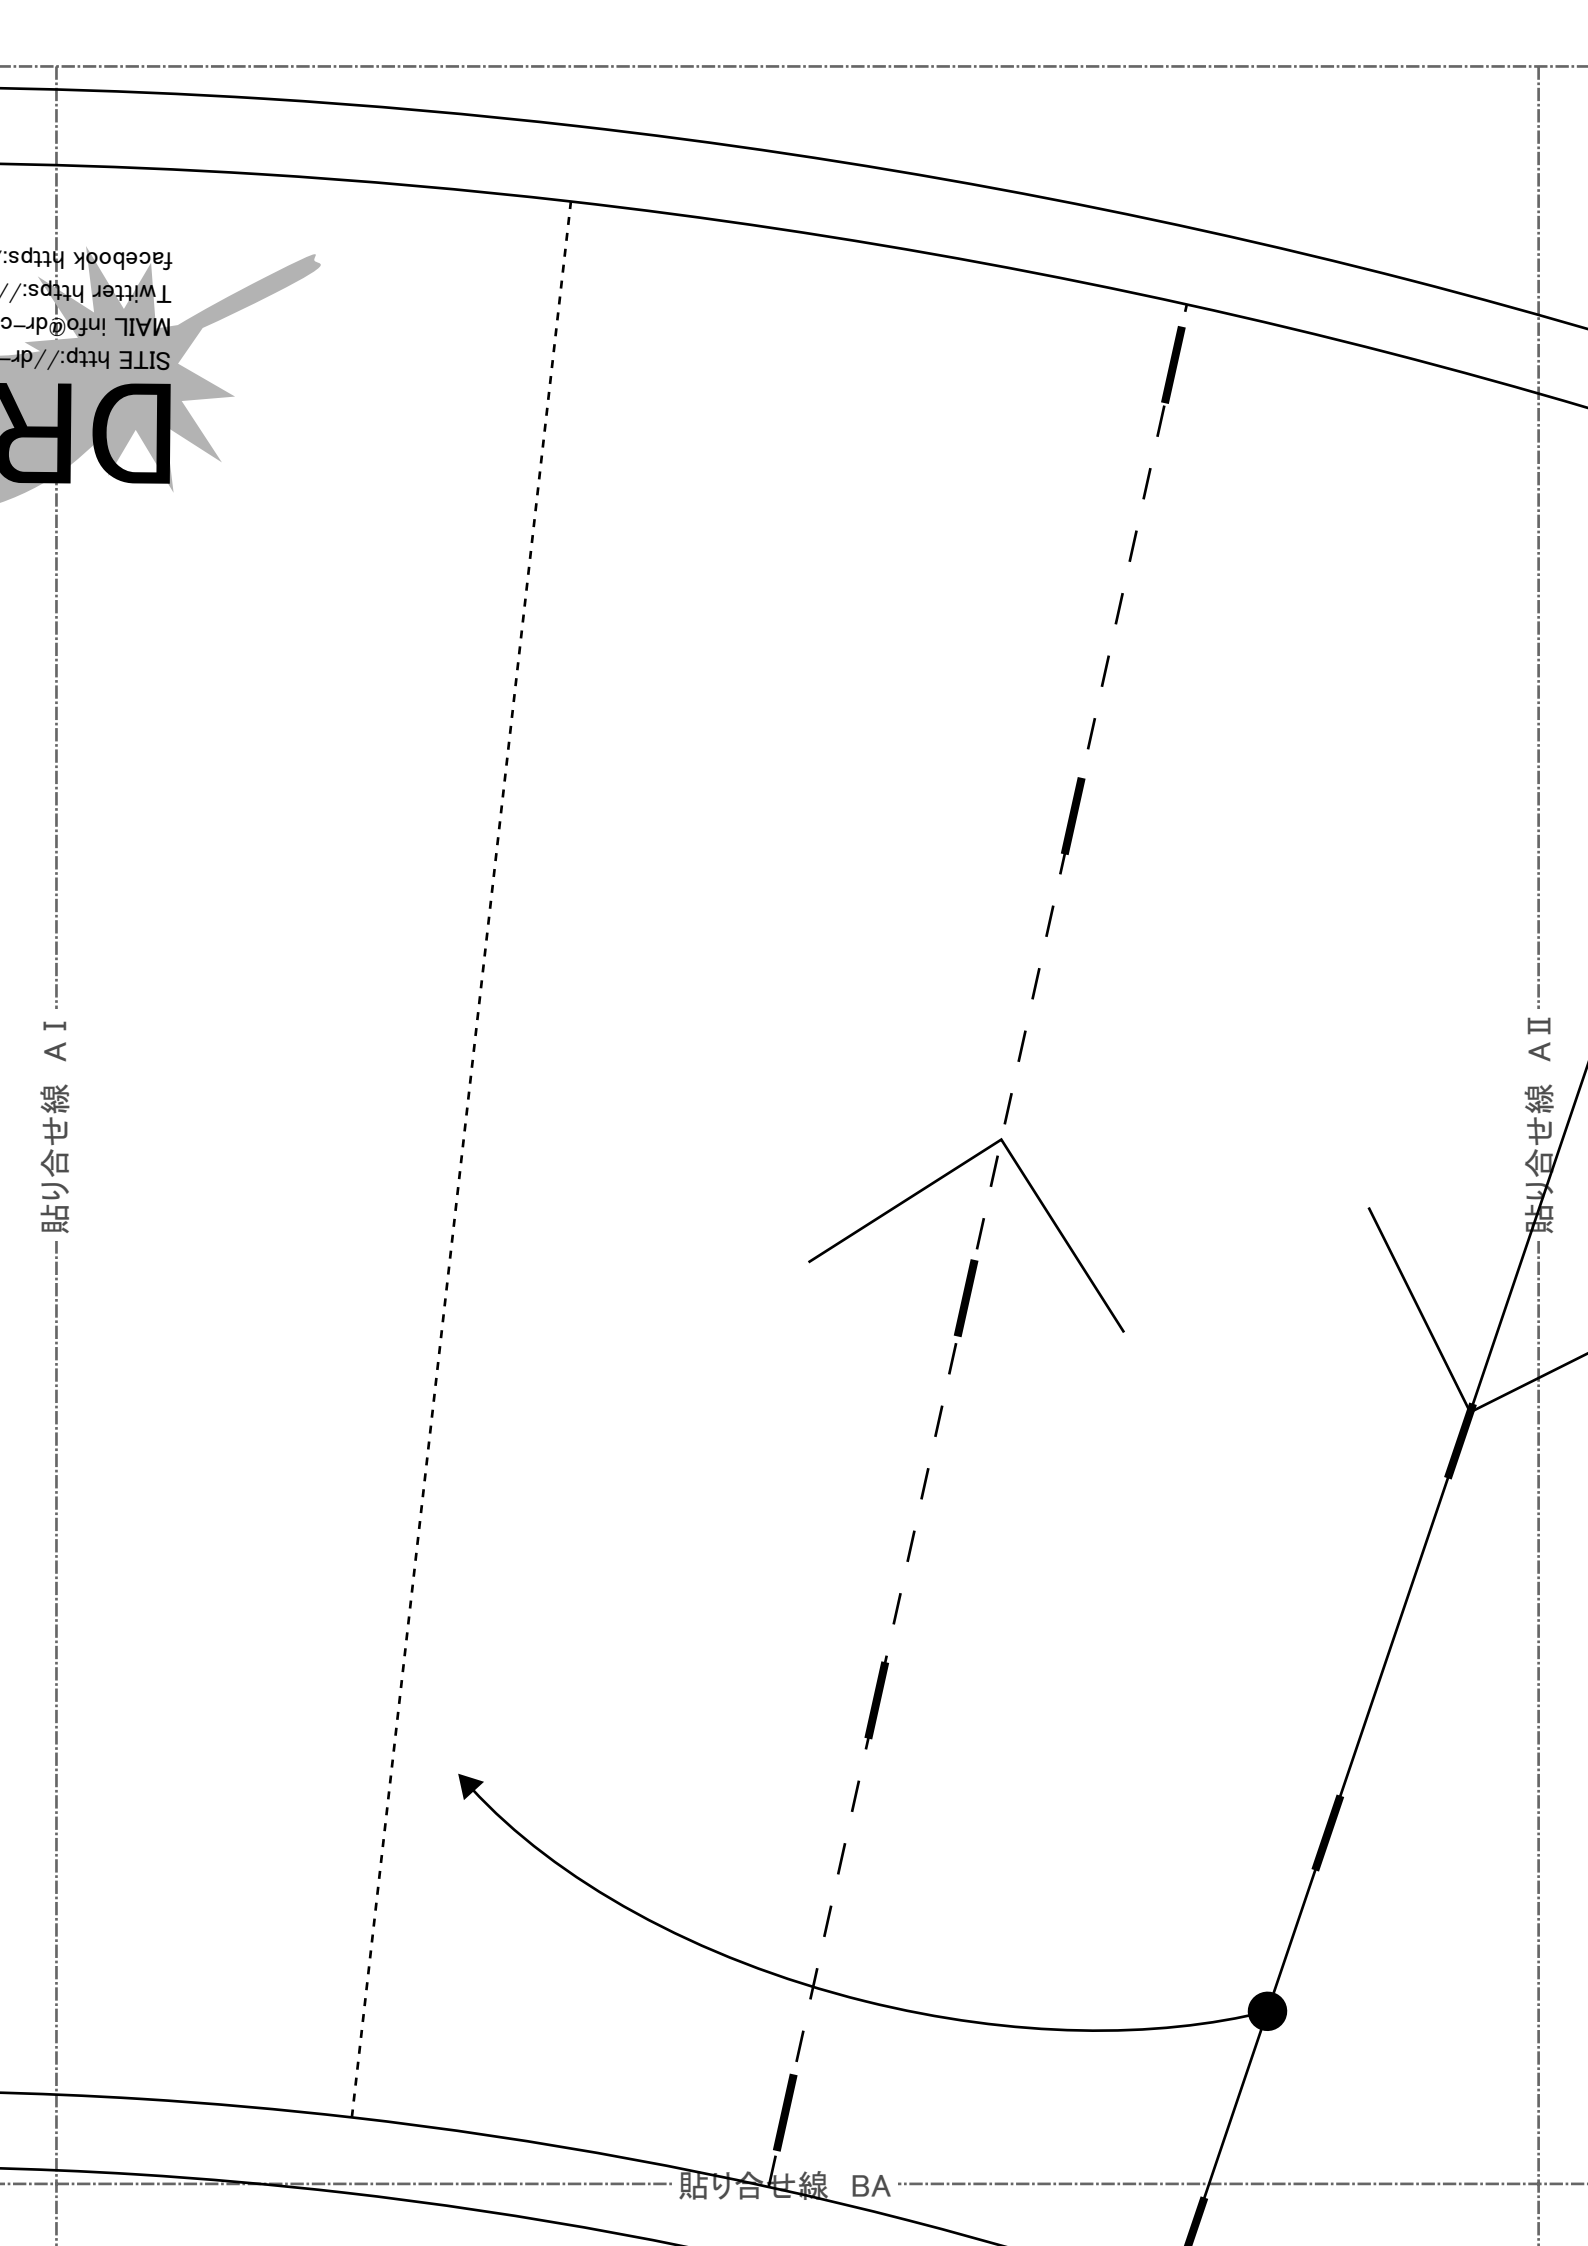 DR
SITE http://dr-
MAIL info@dr-c
Twitter https://
facebook https:/
貼り合せ線 AⅠ
貼り合せ線 AⅡ
貼り合せ線 BA